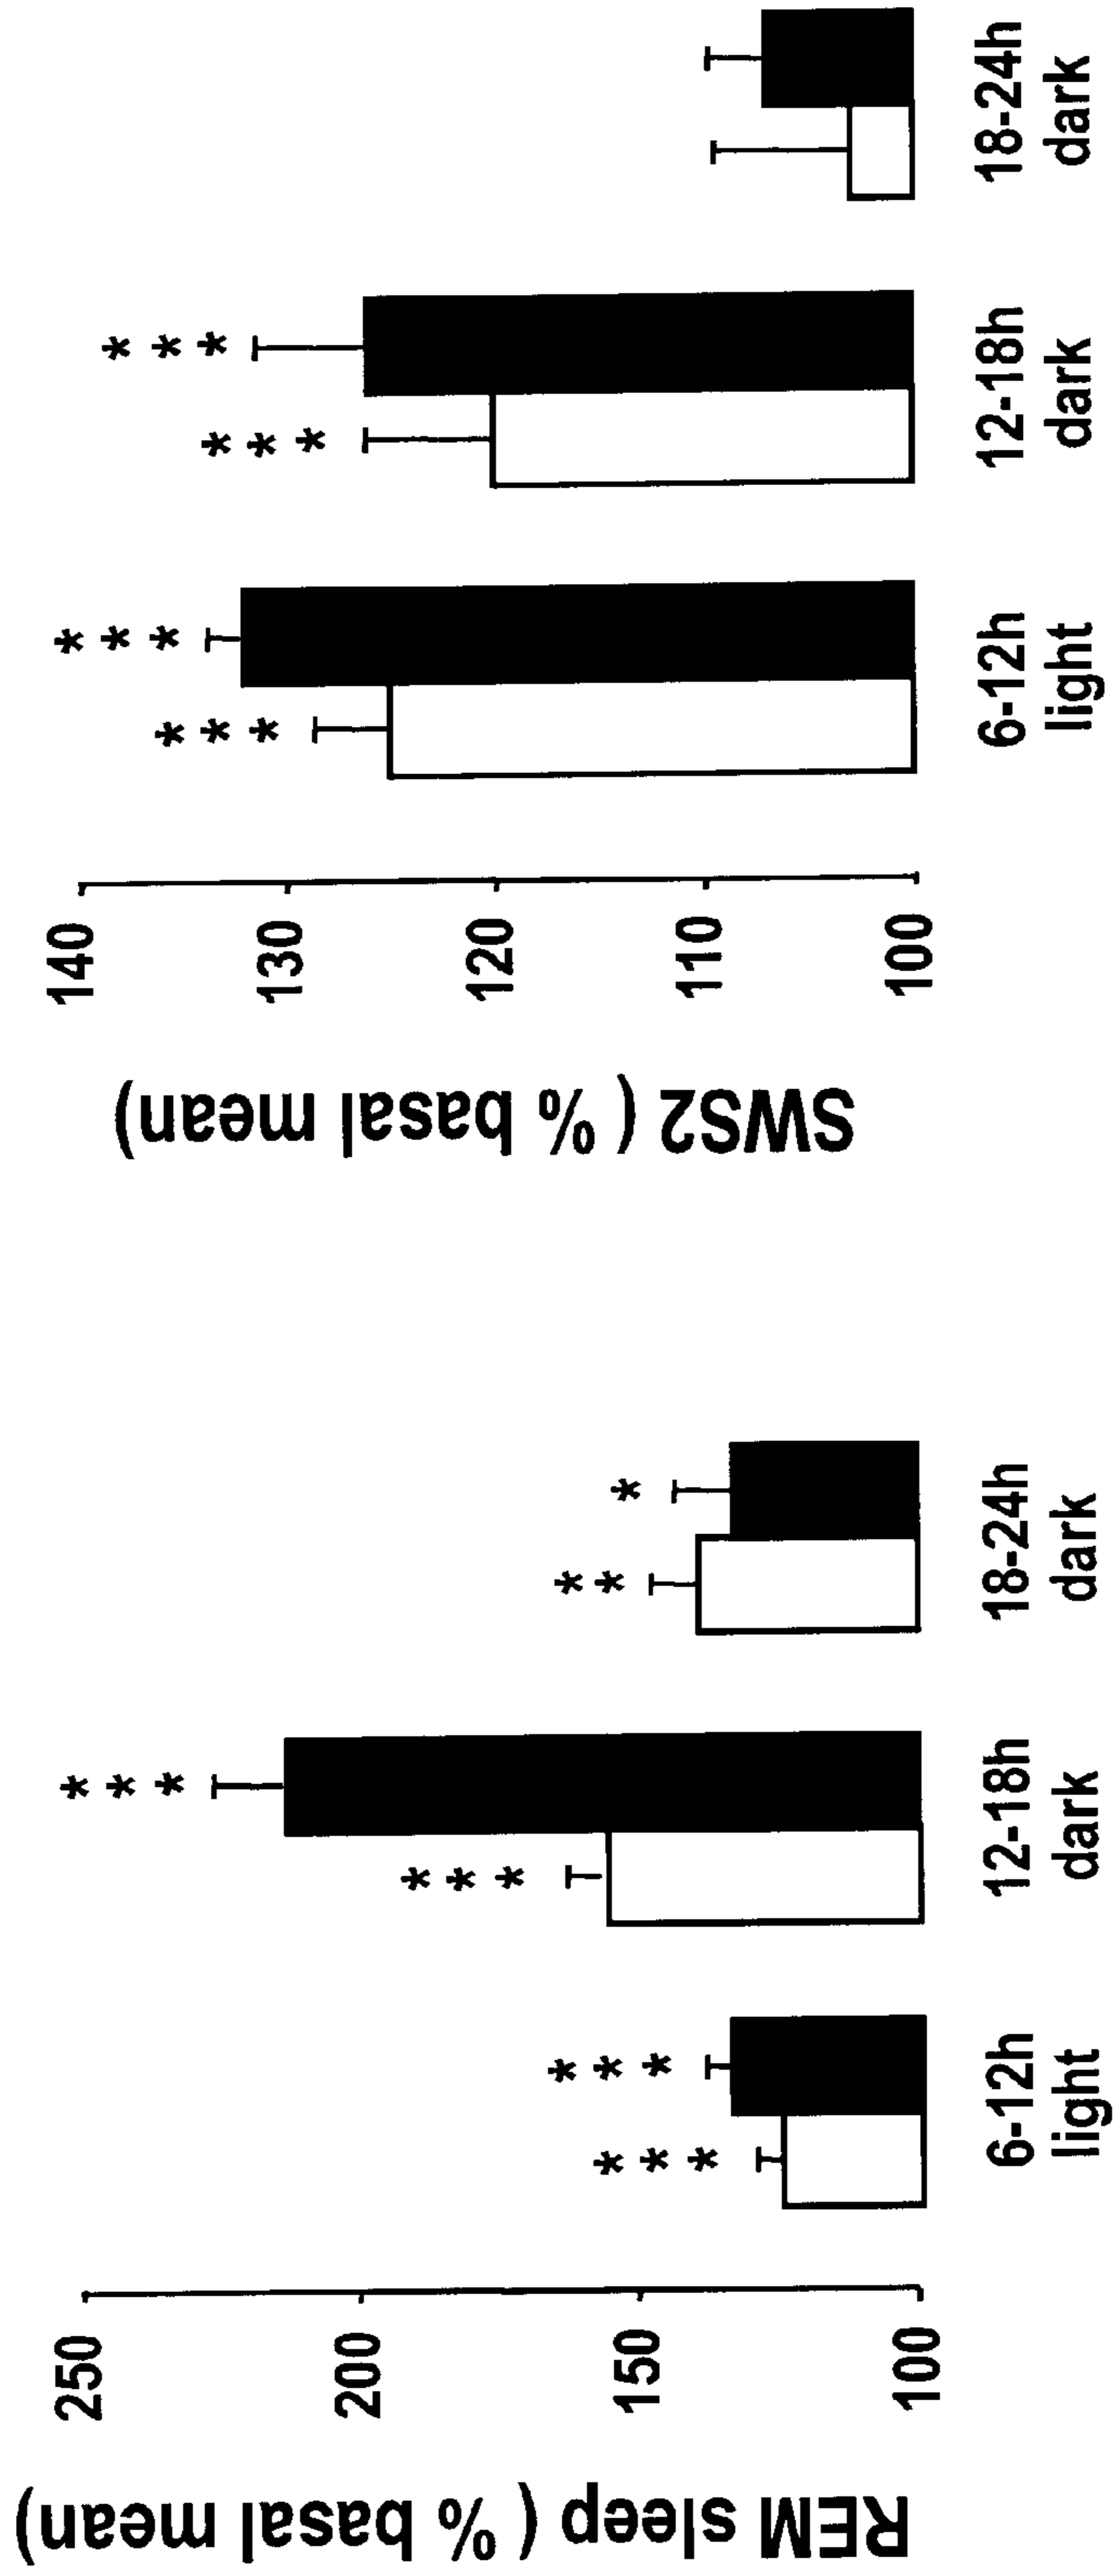 REM sleep ( % basal mean)
250
200
150
100
***
***
***
***
**
*
6-12h
light
12-18h
dark
18-24h
dark
SWS2 ( % basal mean)
140
130
120
110
100
***
***
***
***
6-12h
light
12-18h
dark
18-24h
dark